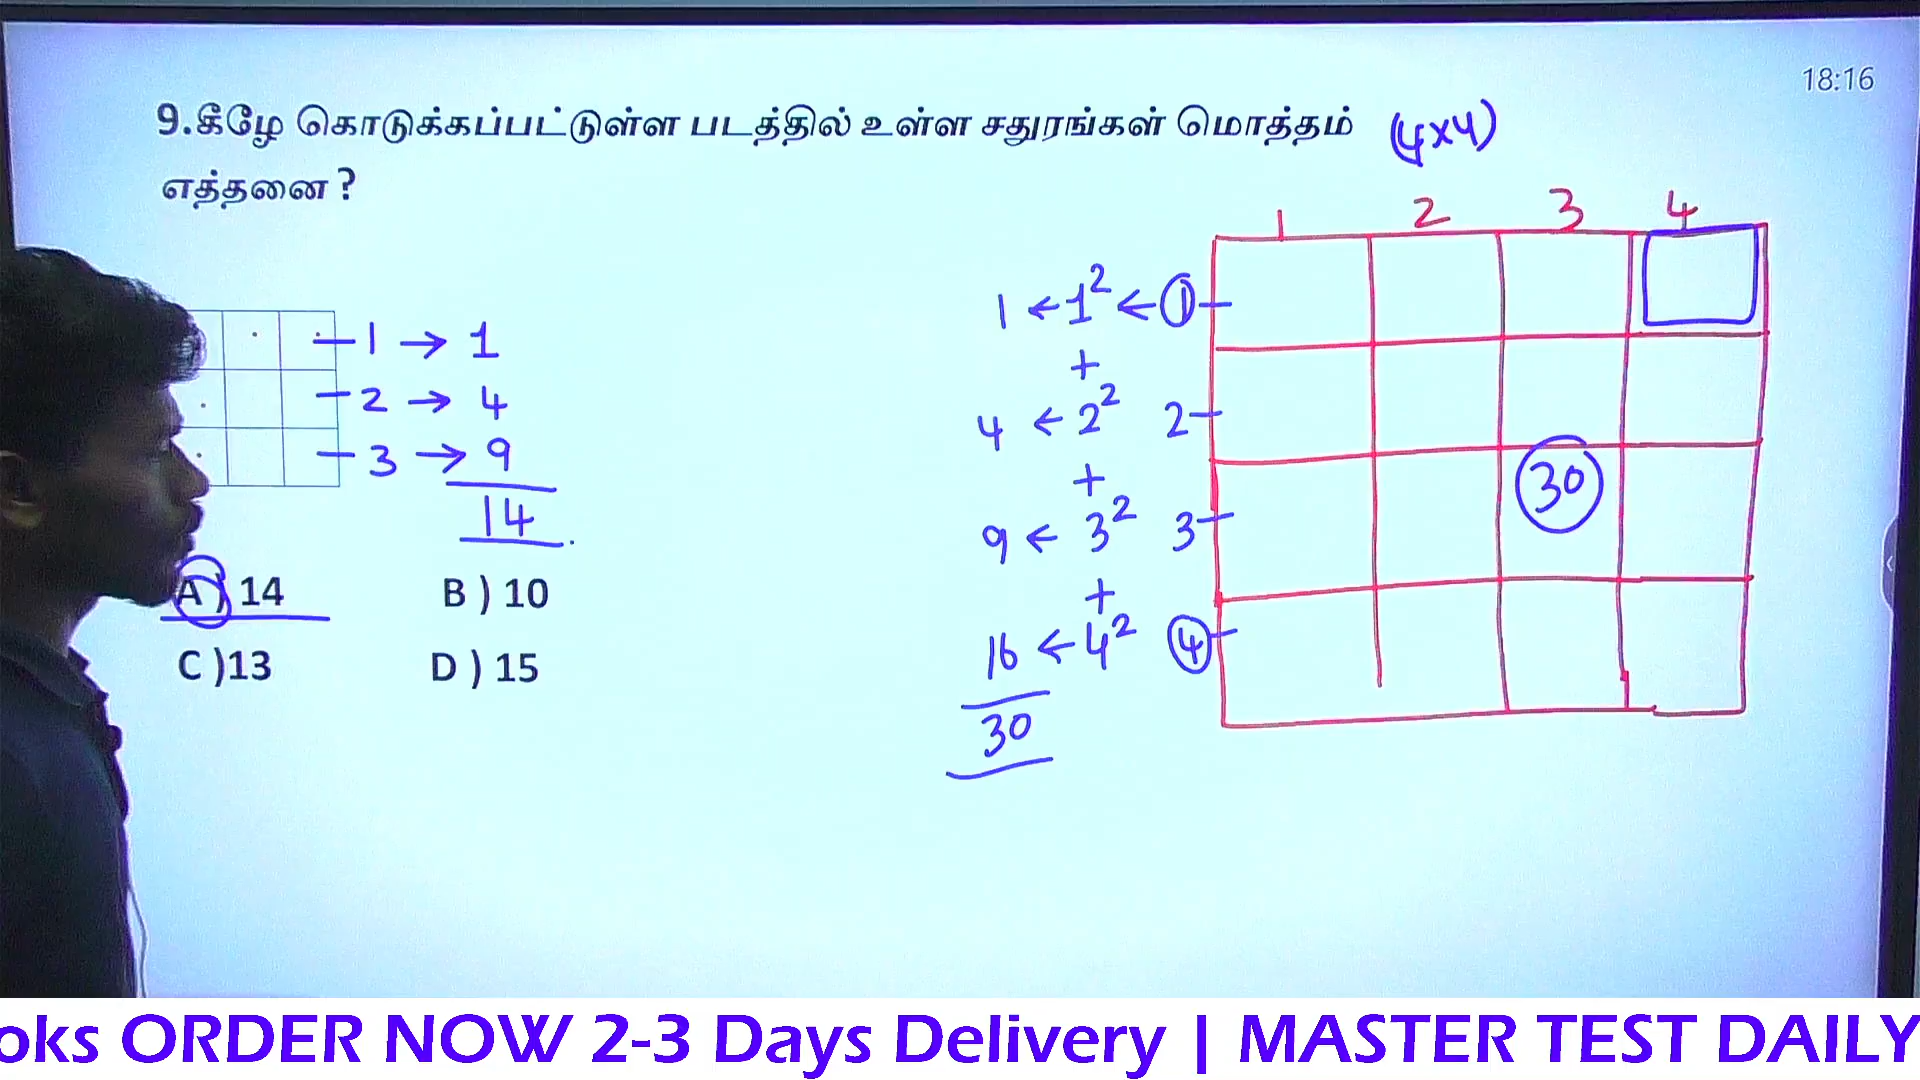 18:16
9.கீழே கொடுக்கப்பட்டுள்ள படத்தில் உள்ள சதுரங்கள் மொத்தம் (4x4)
எத்தனை ?
1 → 1
2 → 4
3 → 9
14
A ) 14
B ) 10
C )13
D ) 15
1 2 3 4
1 ← 1² ← 1
+
4 ← 2² 2
+
9 ← 3² 3
+
16 ← 4² 4
30
30
oks ORDER NOW 2-3 Days Delivery | MASTER TEST DAILY